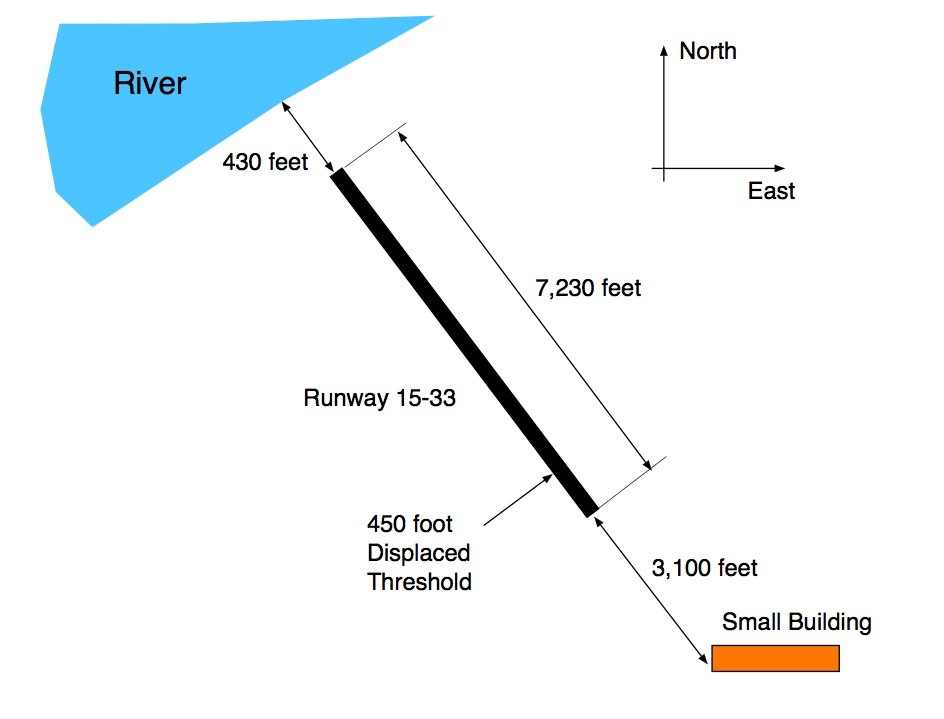 River
North
East
430 feet
7,230 feet
Runway 15-33
450 foot
Displaced
Threshold
3,100 feet
Small Building